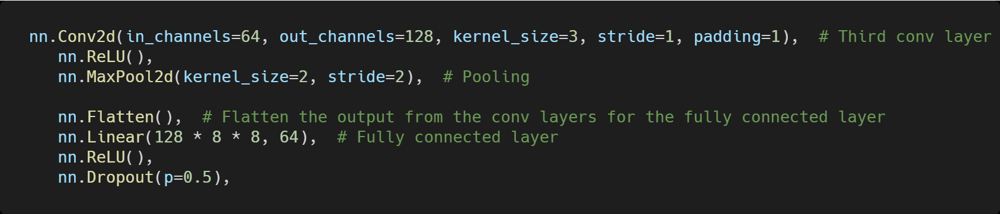 nn.Conv2d(in_channels=64, out_channels=128, kernel_size=3, stride=1, padding=1),  # Third conv layer
nn.ReLU(),
nn.MaxPool2d(kernel_size=2, stride=2),  # Pooling
nn.Flatten(),  # Flatten the output from the conv layers for the fully connected layer
nn.Linear(128 * 8 * 8, 64),  # Fully connected layer
nn.ReLU(),
nn.Dropout(p=0.5),